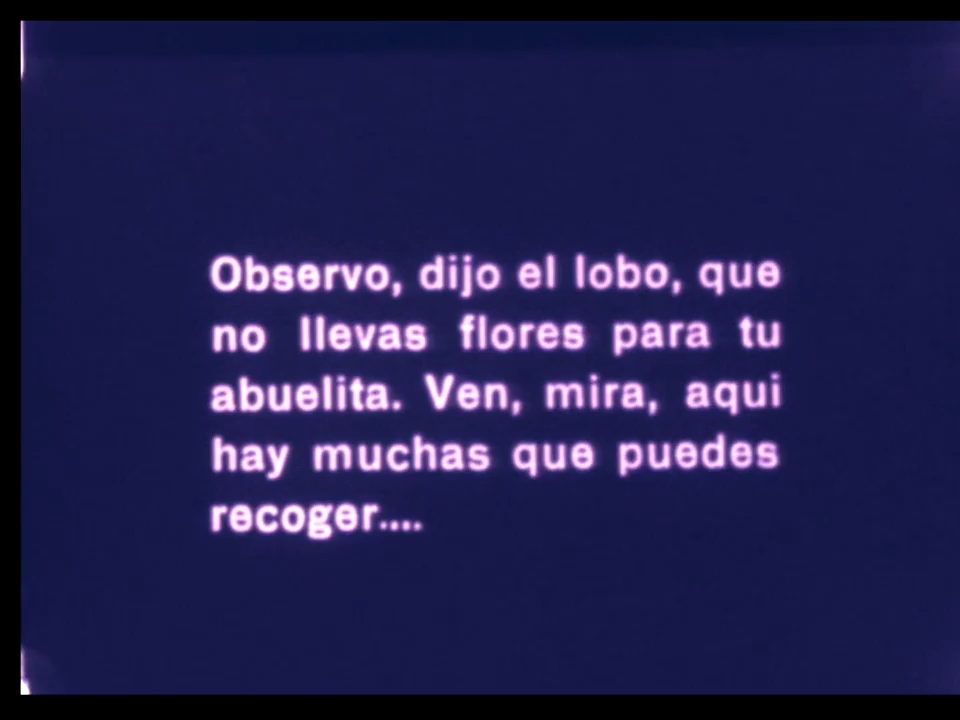 Observo, dijo el lobo, que
no llevas flores para tu
abuelita. Ven, mira, aqui
hay muchas que puedes
recoger....